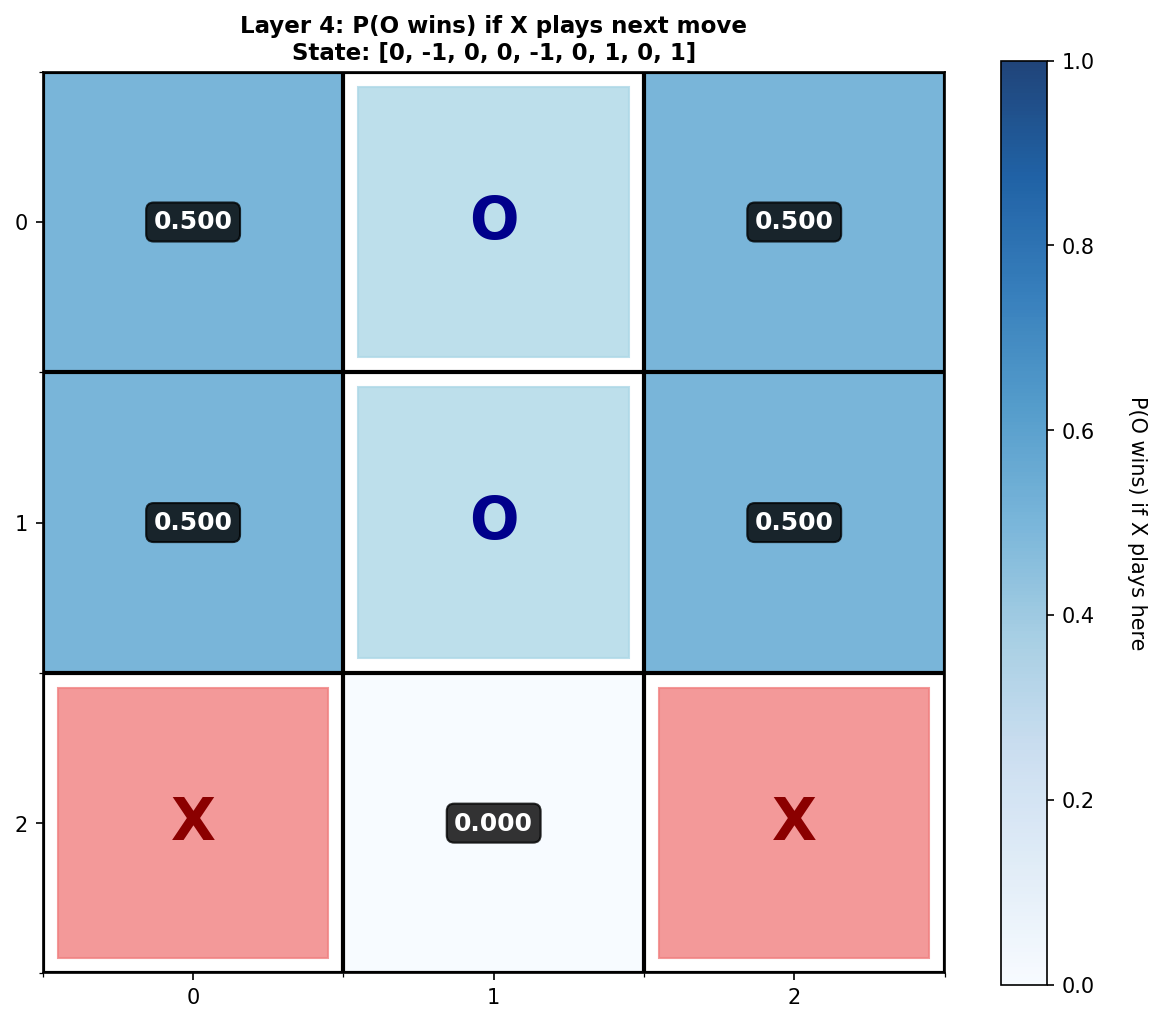 Layer 4: P(O wins) if X plays next move
State: [0, -1, 0, 0, -1, 0, 1, 0, 1]
0.500 O 0.500
0
0.500 O 0.500
1
X 0.000 X
2
0 1 2
1.0
0.8
0.6
0.4
0.2
0.0
P(O wins) if X plays here